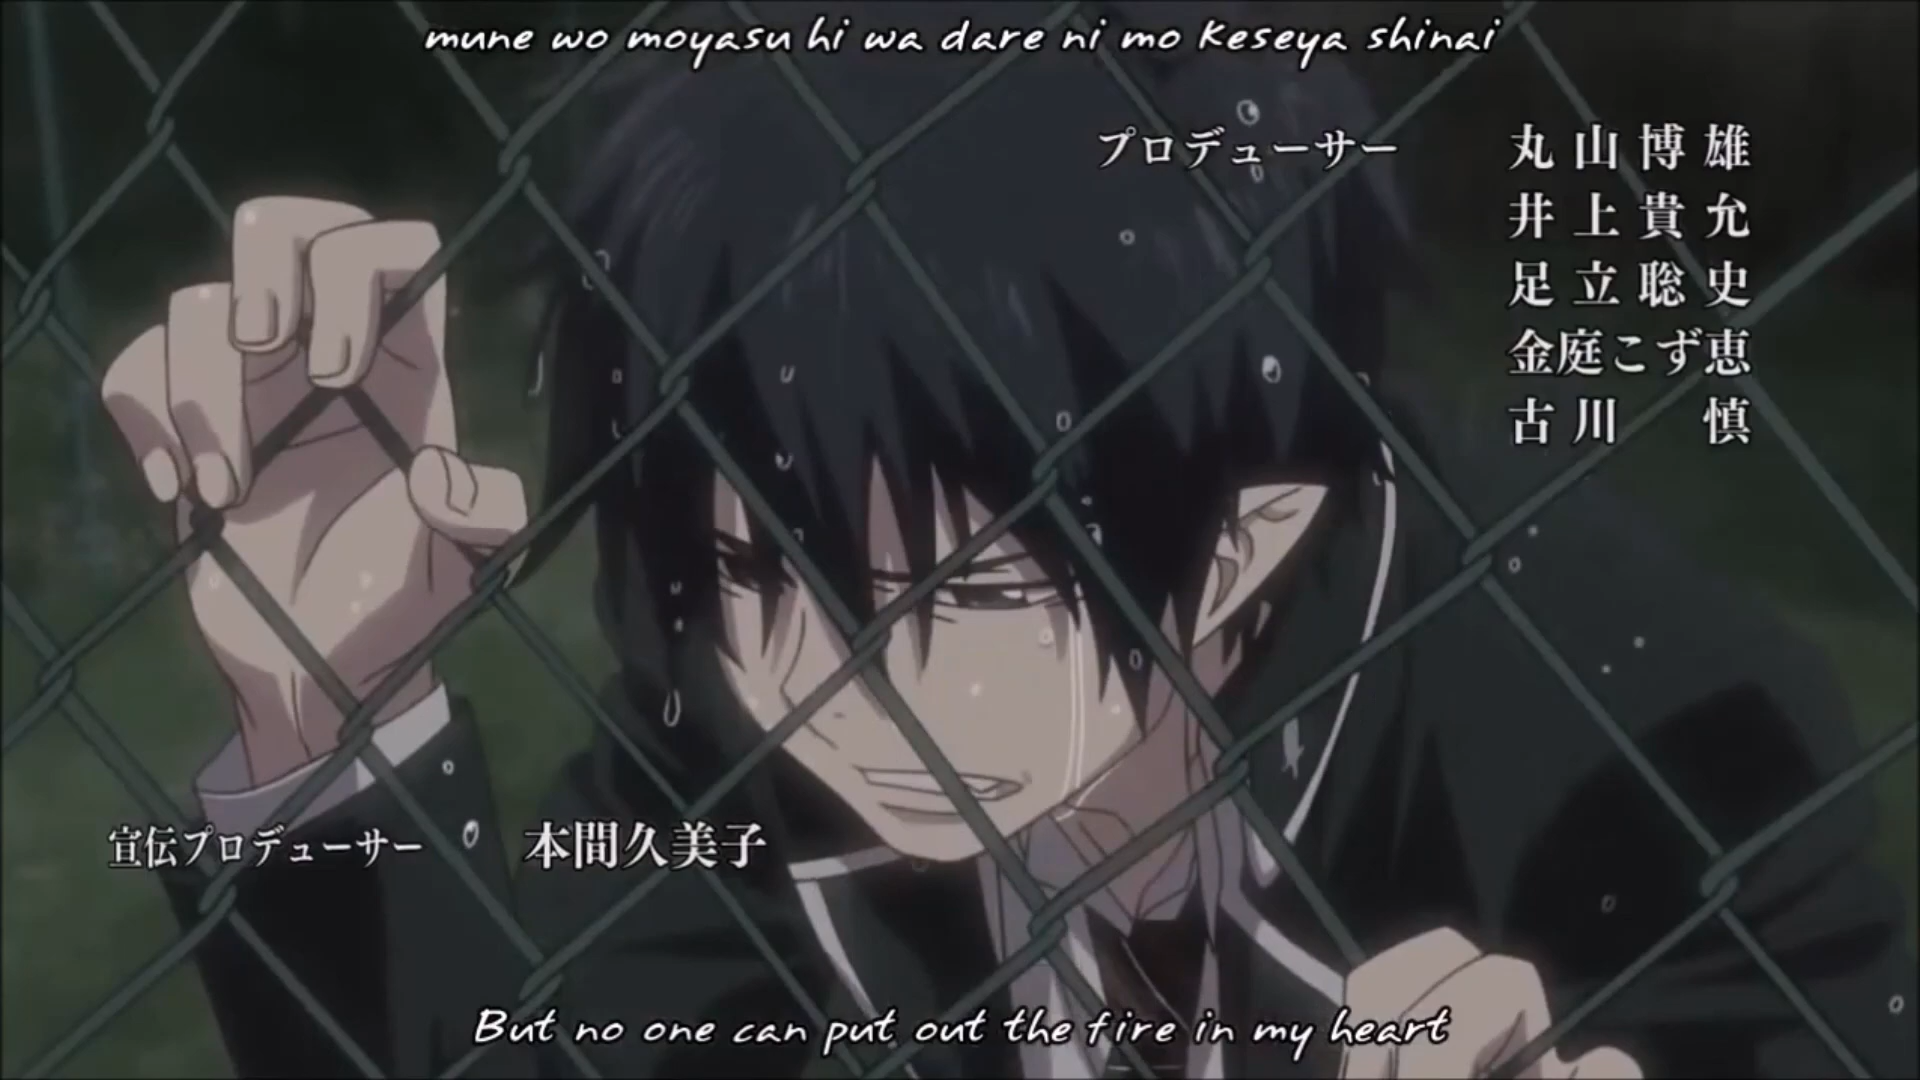 mune wo moyasu hi wa dare ni mo keseya shinai
プロデューサー 丸山博雄
井上貴允
足立聡史
金庭こず恵
古川 慎
宣伝プロデューサー 本間久美子
But no one can put out the fire in my heart